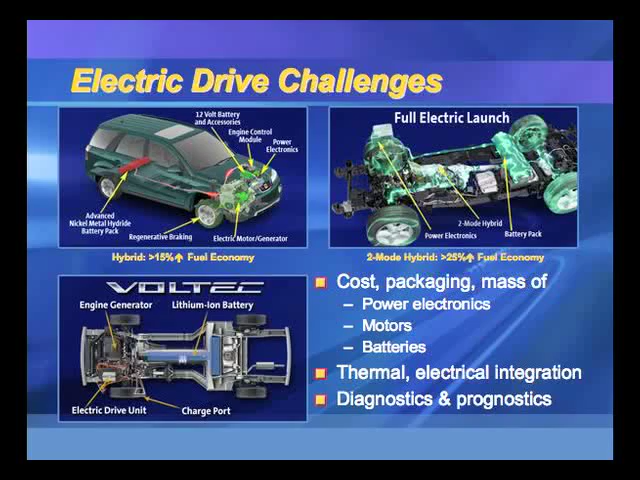 Electric Drive Challenges
12 Volt Battery
and Accessories
Engine Control
Module
Power
Electronics
Advanced
Nickel Metal Hydride
Battery Pack
Regenerative Braking
Electric Motor/Generator
Hybrid: >15%↑ Fuel Economy
Full Electric Launch
2-Mode Hybrid
Power Electronics
Battery Pack
2-Mode Hybrid: >25%↑ Fuel Economy
VOLTEC
Engine Generator
Lithium-Ion Battery
Electric Drive Unit
Charge Port
Cost, packaging, mass of
– Power electronics
– Motors
– Batteries
Thermal, electrical integration
Diagnostics & prognostics